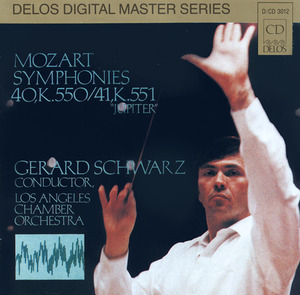 DELOS DIGITAL MASTER SERIES
D/CD 3012
CD
DELOS
MOZART
SYMPHONIES
40,K.550/41,K.551
"JUPITER"
GERARD SCHWARZ
CONDUCTOR,
LOS ANGELES
CHAMBER
ORCHESTRA